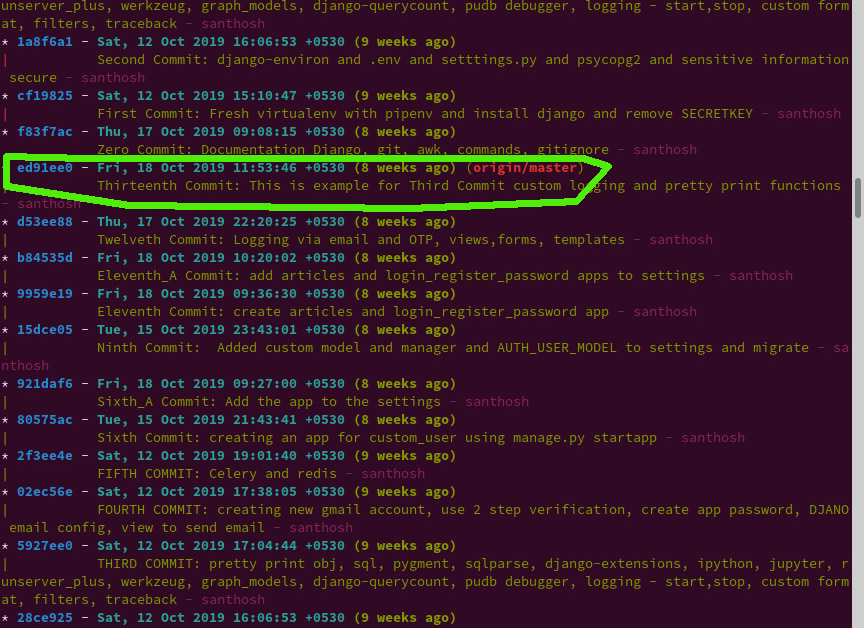 unserver_plus, werkzeug, graph_models, django-querycount, pudb debugger, logging - start,stop, custom form
at, filters, traceback - santhosh
* 1a8f6a1 - Sat, 12 Oct 2019 16:06:53 +0530 (9 weeks ago)
|           Second Commit: django-environ and .env and setttings.py and psycopg2 and sensitive information
 secure - santhosh
* cf19825 - Sat, 12 Oct 2019 15:10:47 +0530 (9 weeks ago)
|           First Commit: Fresh virtualenv with pipenv and install django and remove SECRETKEY - santhosh
* f83f7ac - Thu, 17 Oct 2019 09:08:15 +0530 (8 weeks ago)
            Zero Commit: Documentation Django, git, awk, commands, gitignore - santhosh
ed91ee0 - Fri, 18 Oct 2019 11:53:46 +0530 (8 weeks ago) (origin/master)
            Thirteenth Commit: This is example for Third Commit custom logging and pretty print functions
- santhosh
* d53ee88 - Thu, 17 Oct 2019 22:20:25 +0530 (8 weeks ago)
|           Twelveth Commit: Logging via email and OTP, views,forms, templates - santhosh
* b84535d - Fri, 18 Oct 2019 10:20:02 +0530 (8 weeks ago)
|           Eleventh_A Commit: add articles and login_register_password apps to settings - santhosh
* 9959e19 - Fri, 18 Oct 2019 09:36:30 +0530 (8 weeks ago)
|           Eleventh Commit: create articles and login_register_password app - santhosh
* 15dce05 - Tue, 15 Oct 2019 23:43:01 +0530 (8 weeks ago)
|           Ninth Commit:  Added custom model and manager and AUTH_USER_MODEL to settings and migrate - sa
nthosh
* 921daf6 - Fri, 18 Oct 2019 09:27:00 +0530 (8 weeks ago)
|           Sixth_A Commit: Add the app to the settings - santhosh
* 80575ac - Tue, 15 Oct 2019 21:43:41 +0530 (8 weeks ago)
|           Sixth Commit: creating an app for custom_user using manage.py startapp - santhosh
* 2f3ee4e - Sat, 12 Oct 2019 19:01:40 +0530 (9 weeks ago)
|           FIFTH COMMIT: Celery and redis - santhosh
* 02ec56e - Sat, 12 Oct 2019 17:38:05 +0530 (9 weeks ago)
|           FOURTH COMMIT: creating new gmail account, use 2 step verification, create app password, DJANO
 email config, view to send email - santhosh
* 5927ee0 - Sat, 12 Oct 2019 17:04:44 +0530 (9 weeks ago)
|           THIRD COMMIT: pretty print obj, sql, pygment, sqlparse, django-extensions, ipython, jupyter, r
unserver_plus, werkzeug, graph_models, django-querycount, pudb debugger, logging - start,stop, custom form
at, filters, traceback - santhosh
* 28ce925 - Sat, 12 Oct 2019 16:06:53 +0530 (9 weeks ago)